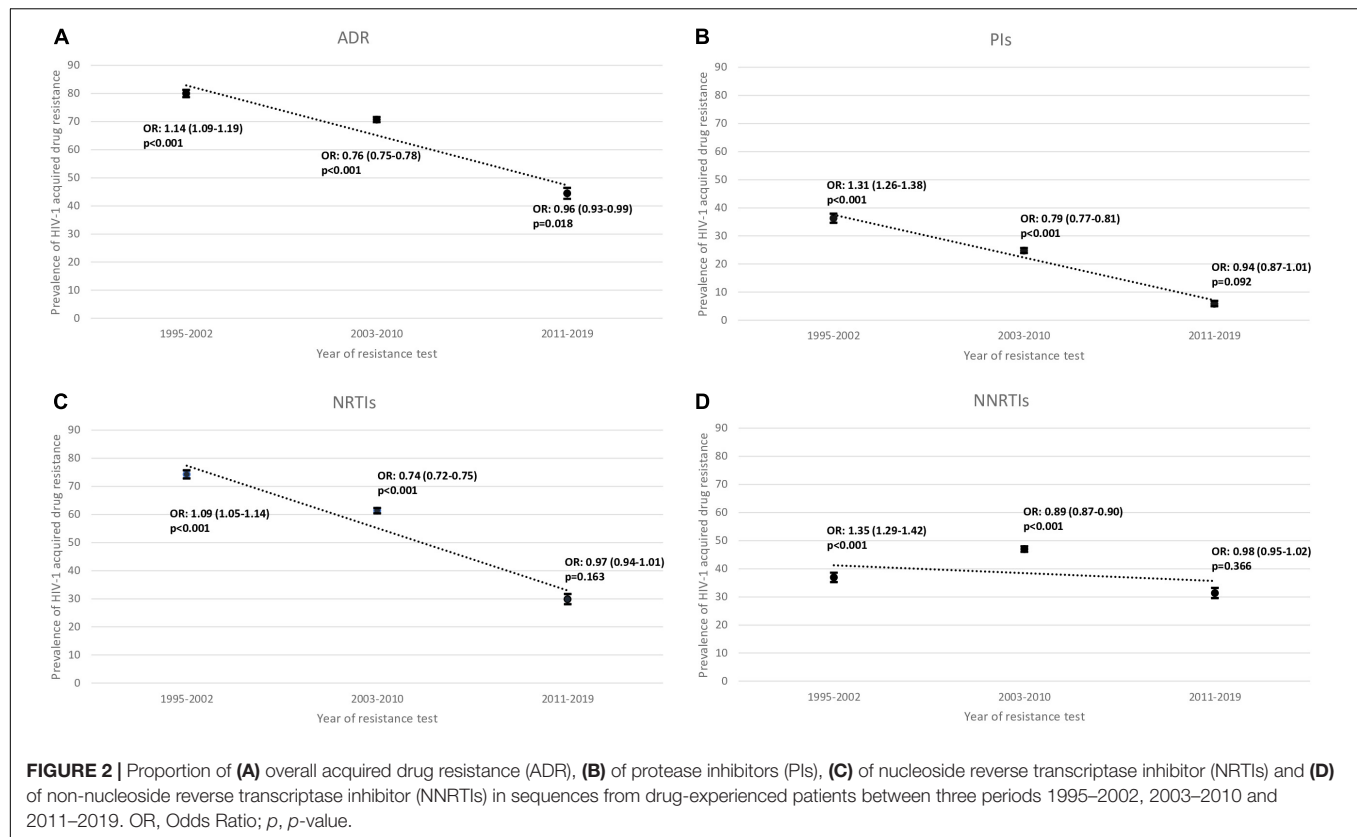 A
ADR
Prevalence of HIV-1 acquired drug resistance
90
80
70
60
50
40
30
20
10
0
OR: 1.14 (1.09-1.19)
p<0.001
OR: 0.76 (0.75-0.78)
p<0.001
OR: 0.96 (0.93-0.99)
p=0.018
1995-2002
2003-2010
2011-2019
Year of resistance test
B
PIs
Prevalence of HIV-1 acquired drug resistance
90
80
70
60
50
40
30
20
10
0
OR: 1.31 (1.26-1.38)
p<0.001
OR: 0.79 (0.77-0.81)
p<0.001
OR: 0.94 (0.87-1.01)
p=0.092
1995-2002
2003-2010
2011-2019
Year of resistance test
C
NRTIs
Prevalence of HIV-1 acquired drug resistance
90
80
70
60
50
40
30
20
10
0
OR: 1.09 (1.05-1.14)
p<0.001
OR: 0.74 (0.72-0.75)
p<0.001
OR: 0.97 (0.94-1.01)
p=0.163
1995-2002
2003-2010
2011-2019
Year of resistance test
D
NNRTIs
Prevalence of HIV-1 acquired drug resistance
90
80
70
60
50
40
30
20
10
0
OR: 1.35 (1.29-1.42)
p<0.001
OR: 0.89 (0.87-0.90)
p<0.001
OR: 0.98 (0.95-1.02)
p=0.366
1995-2002
2003-2010
2011-2019
Year of resistance test
FIGURE 2 | Proportion of (A) overall acquired drug resistance (ADR), (B) of protease inhibitors (PIs), (C) of nucleoside reverse transcriptase inhibitor (NRTIs) and (D)
of non-nucleoside reverse transcriptase inhibitor (NNRTIs) in sequences from drug-experienced patients between three periods 1995–2002, 2003–2010 and
2011–2019. OR, Odds Ratio; p, p-value.